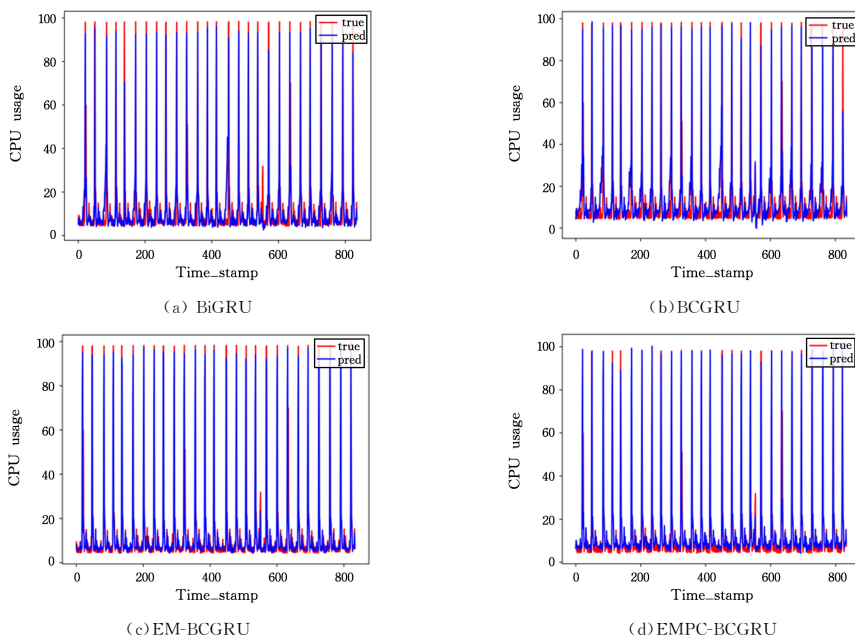 100
80
60
40
20
0
CPU usage
0 200 400 600 800
Time_stamp
true
pred
(a) BiGRU
100
80
60
40
20
0
CPU usage
0 200 400 600 800
Time_stamp
true
pred
(b)BCGRU
100
80
60
40
20
0
CPU usage
0 200 400 600 800
Time_stamp
true
pred
(c)EM-BCGRU
100
80
60
40
20
0
CPU usage
0 200 400 600 800
Time_stamp
true
pred
(d)EMPC-BCGRU